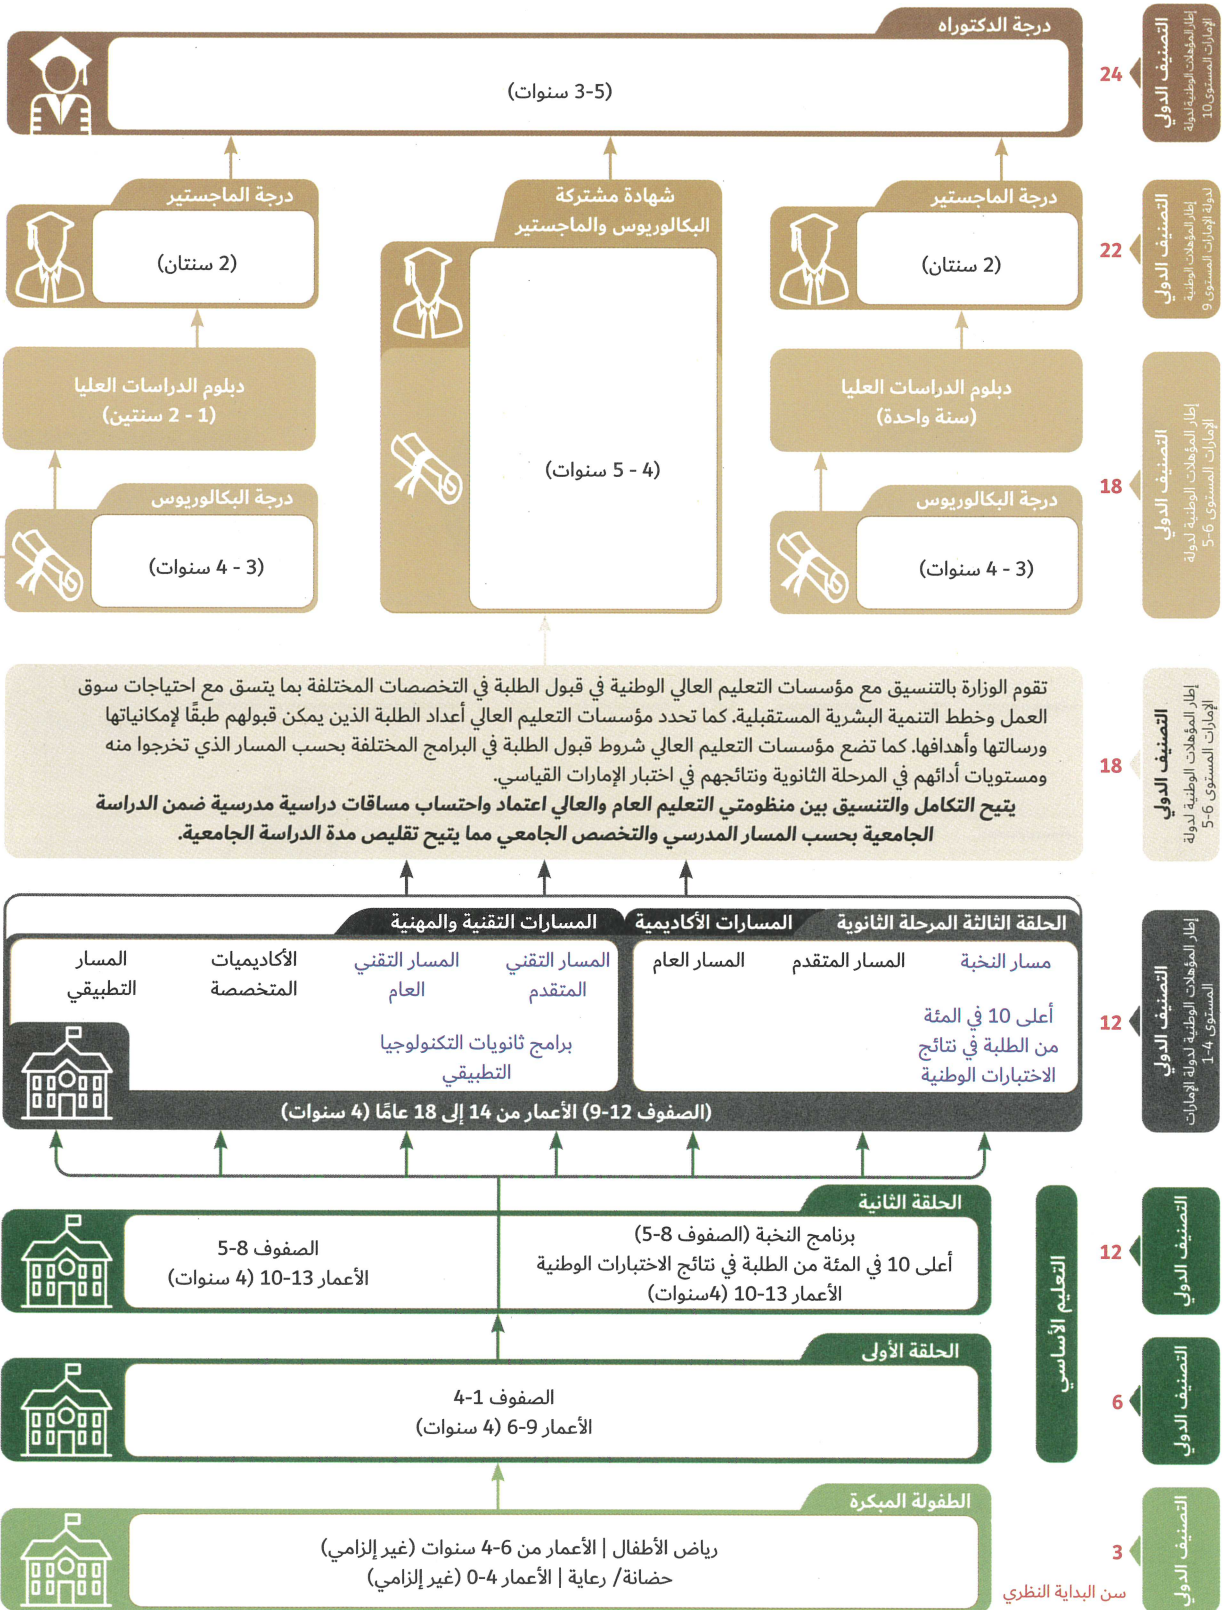 درجة الدكتوراه
(3-5 سنوات)
24
التصنيف الدولي
إطار المؤهلات الوطنية لدولة
الإمارات المستوى 10
درجة الماجستير
(2 سنتان)
شهادة مشتركة
البكالوريوس والماجستير
(4 - 5 سنوات)
درجة الماجستير
(2 سنتان)
22
التصنيف الدولي
إطار المؤهلات الوطنية
لدولة الإمارات المستوى 9
دبلوم الدراسات العليا
(سنة واحدة)
دبلوم الدراسات العليا
(1 - 2 سنتين)
درجة البكالوريوس
(3 - 4 سنوات)
درجة البكالوريوس
(3 - 4 سنوات)
18
التصنيف الدولي
إطار المؤهلات الوطنية لدولة
الإمارات المستوى 6-5
تقوم الوزارة بالتنسيق مع مؤسسات التعليم العالي الوطنية في قبول الطلبة في التخصصات المختلفة بما يتسق مع احتياجات سوق
العمل وخطط التنمية البشرية المستقبلية. كما تحدد مؤسسات التعليم العالي أعداد الطلبة الذين يمكن قبولهم طبقًا لإمكانياتها
ورسالتها وأهدافها. كما تضع مؤسسات التعليم العالي شروط قبول الطلبة في البرامج المختلفة بحسب المسار الذي تخرجوا منه
ومستويات أدائهم في المرحلة الثانوية ونتائجهم في اختبار الإمارات القياسي.
يتيح التكامل والتنسيق بين منظومتي التعليم العام والعالي اعتماد واحتساب مساقات دراسية مدرسية ضمن الدراسة
الجامعية بحسب المسار المدرسي والتخصص الجامعي مما يتيح تقليص مدة الدراسة الجامعية.
18
التصنيف الدولي
إطار المؤهلات الوطنية لدولة
الإمارات المستوى 6-5
الحلقة الثالثة المرحلة الثانوية
المسارات الأكاديمية
المسارات التقنية والمهنية
مسار النخبة
أعلى 10 في المئة
من الطلبة في نتائج
الاختبارات الوطنية
المسار المتقدم
المسار العام
المسار التقني
المتقدم
المسار التقني
العام
برامج ثانويات التكنولوجيا
التطبيقي
الأكاديميات
المتخصصة
المسار
التطبيقي
(الصفوف 12-9) الأعمار من 14 إلى 18 عامًا (4 سنوات)
12
التصنيف الدولي
إطار المؤهلات الوطنية لدولة الإمارات
المستوى 4-1
الحلقة الثانية
برنامج النخبة (الصفوف 8-5)
أعلى 10 في المئة من الطلبة في نتائج الاختبارات الوطنية
الأعمار 13-10 (4سنوات)
الصفوف 8-5
الأعمار 13-10 (4 سنوات)
12
التصنيف الدولي
التعليم الأساسي
الحلقة الأولى
الصفوف 1-4
الأعمار 9-6 (4 سنوات)
6
التصنيف الدولي
الطفولة المبكرة
رياض الأطفال | الأعمار من 6-4 سنوات (غير إلزامي)
حضانة/ رعاية | الأعمار 4-0 (غير إلزامي)
3
سن البداية النظري
التصنيف الدولي